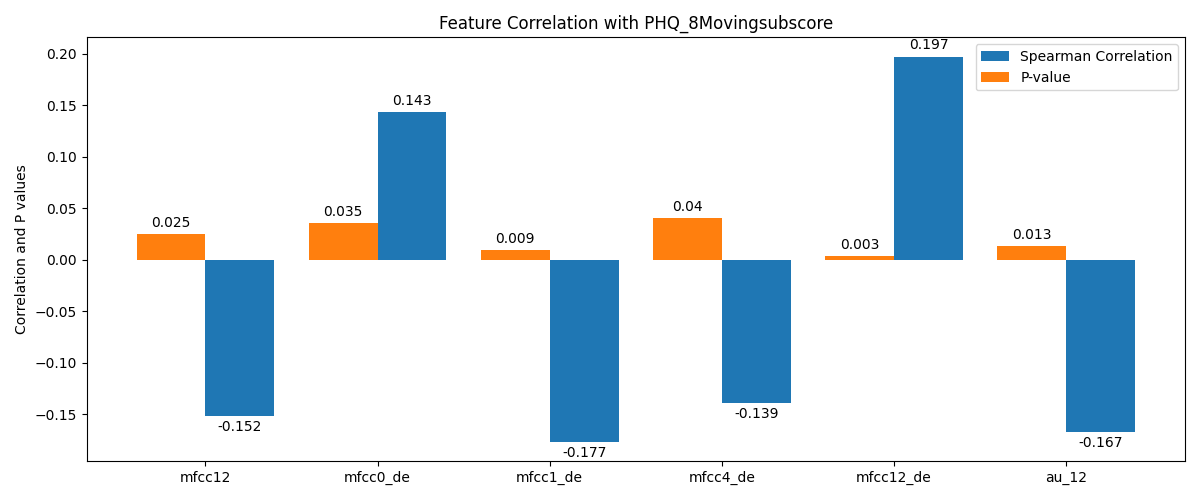 Feature Correlation with PHQ_8Movingsubscore
Spearman Correlation
P-value
Correlation and P values
0.20
0.15
0.10
0.05
0.00
−0.05
−0.10
−0.15
0.025
-0.152
0.035
0.143
0.009
-0.177
0.04
-0.139
0.003
0.197
0.013
-0.167
mfcc12
mfcc0_de
mfcc1_de
mfcc4_de
mfcc12_de
au_12